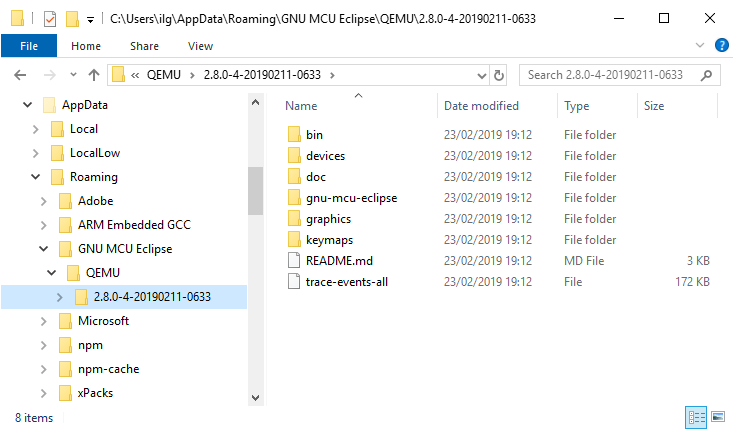 C:\Users\ilg\AppData\Roaming\GNU MCU Eclipse\QEMU\2.8.0-4-20190211-0633
File Home Share View
QEMU 2.8.0-4-20190211-0633 Search 2.8.0-4-20190211-0633
AppData
Local
LocalLow
Roaming
Adobe
ARM Embedded GCC
GNU MCU Eclipse
QEMU
2.8.0-4-20190211-0633
Microsoft
npm
npm-cache
xPacks
Name Date modified Type Size
bin 23/02/2019 19:12 File folder
devices 23/02/2019 19:12 File folder
doc 23/02/2019 19:12 File folder
gnu-mcu-eclipse 23/02/2019 19:12 File folder
graphics 23/02/2019 19:12 File folder
keymaps 23/02/2019 19:12 File folder
README.md 23/02/2019 19:12 MD File 3 KB
trace-events-all 23/02/2019 19:12 File 172 KB
8 items